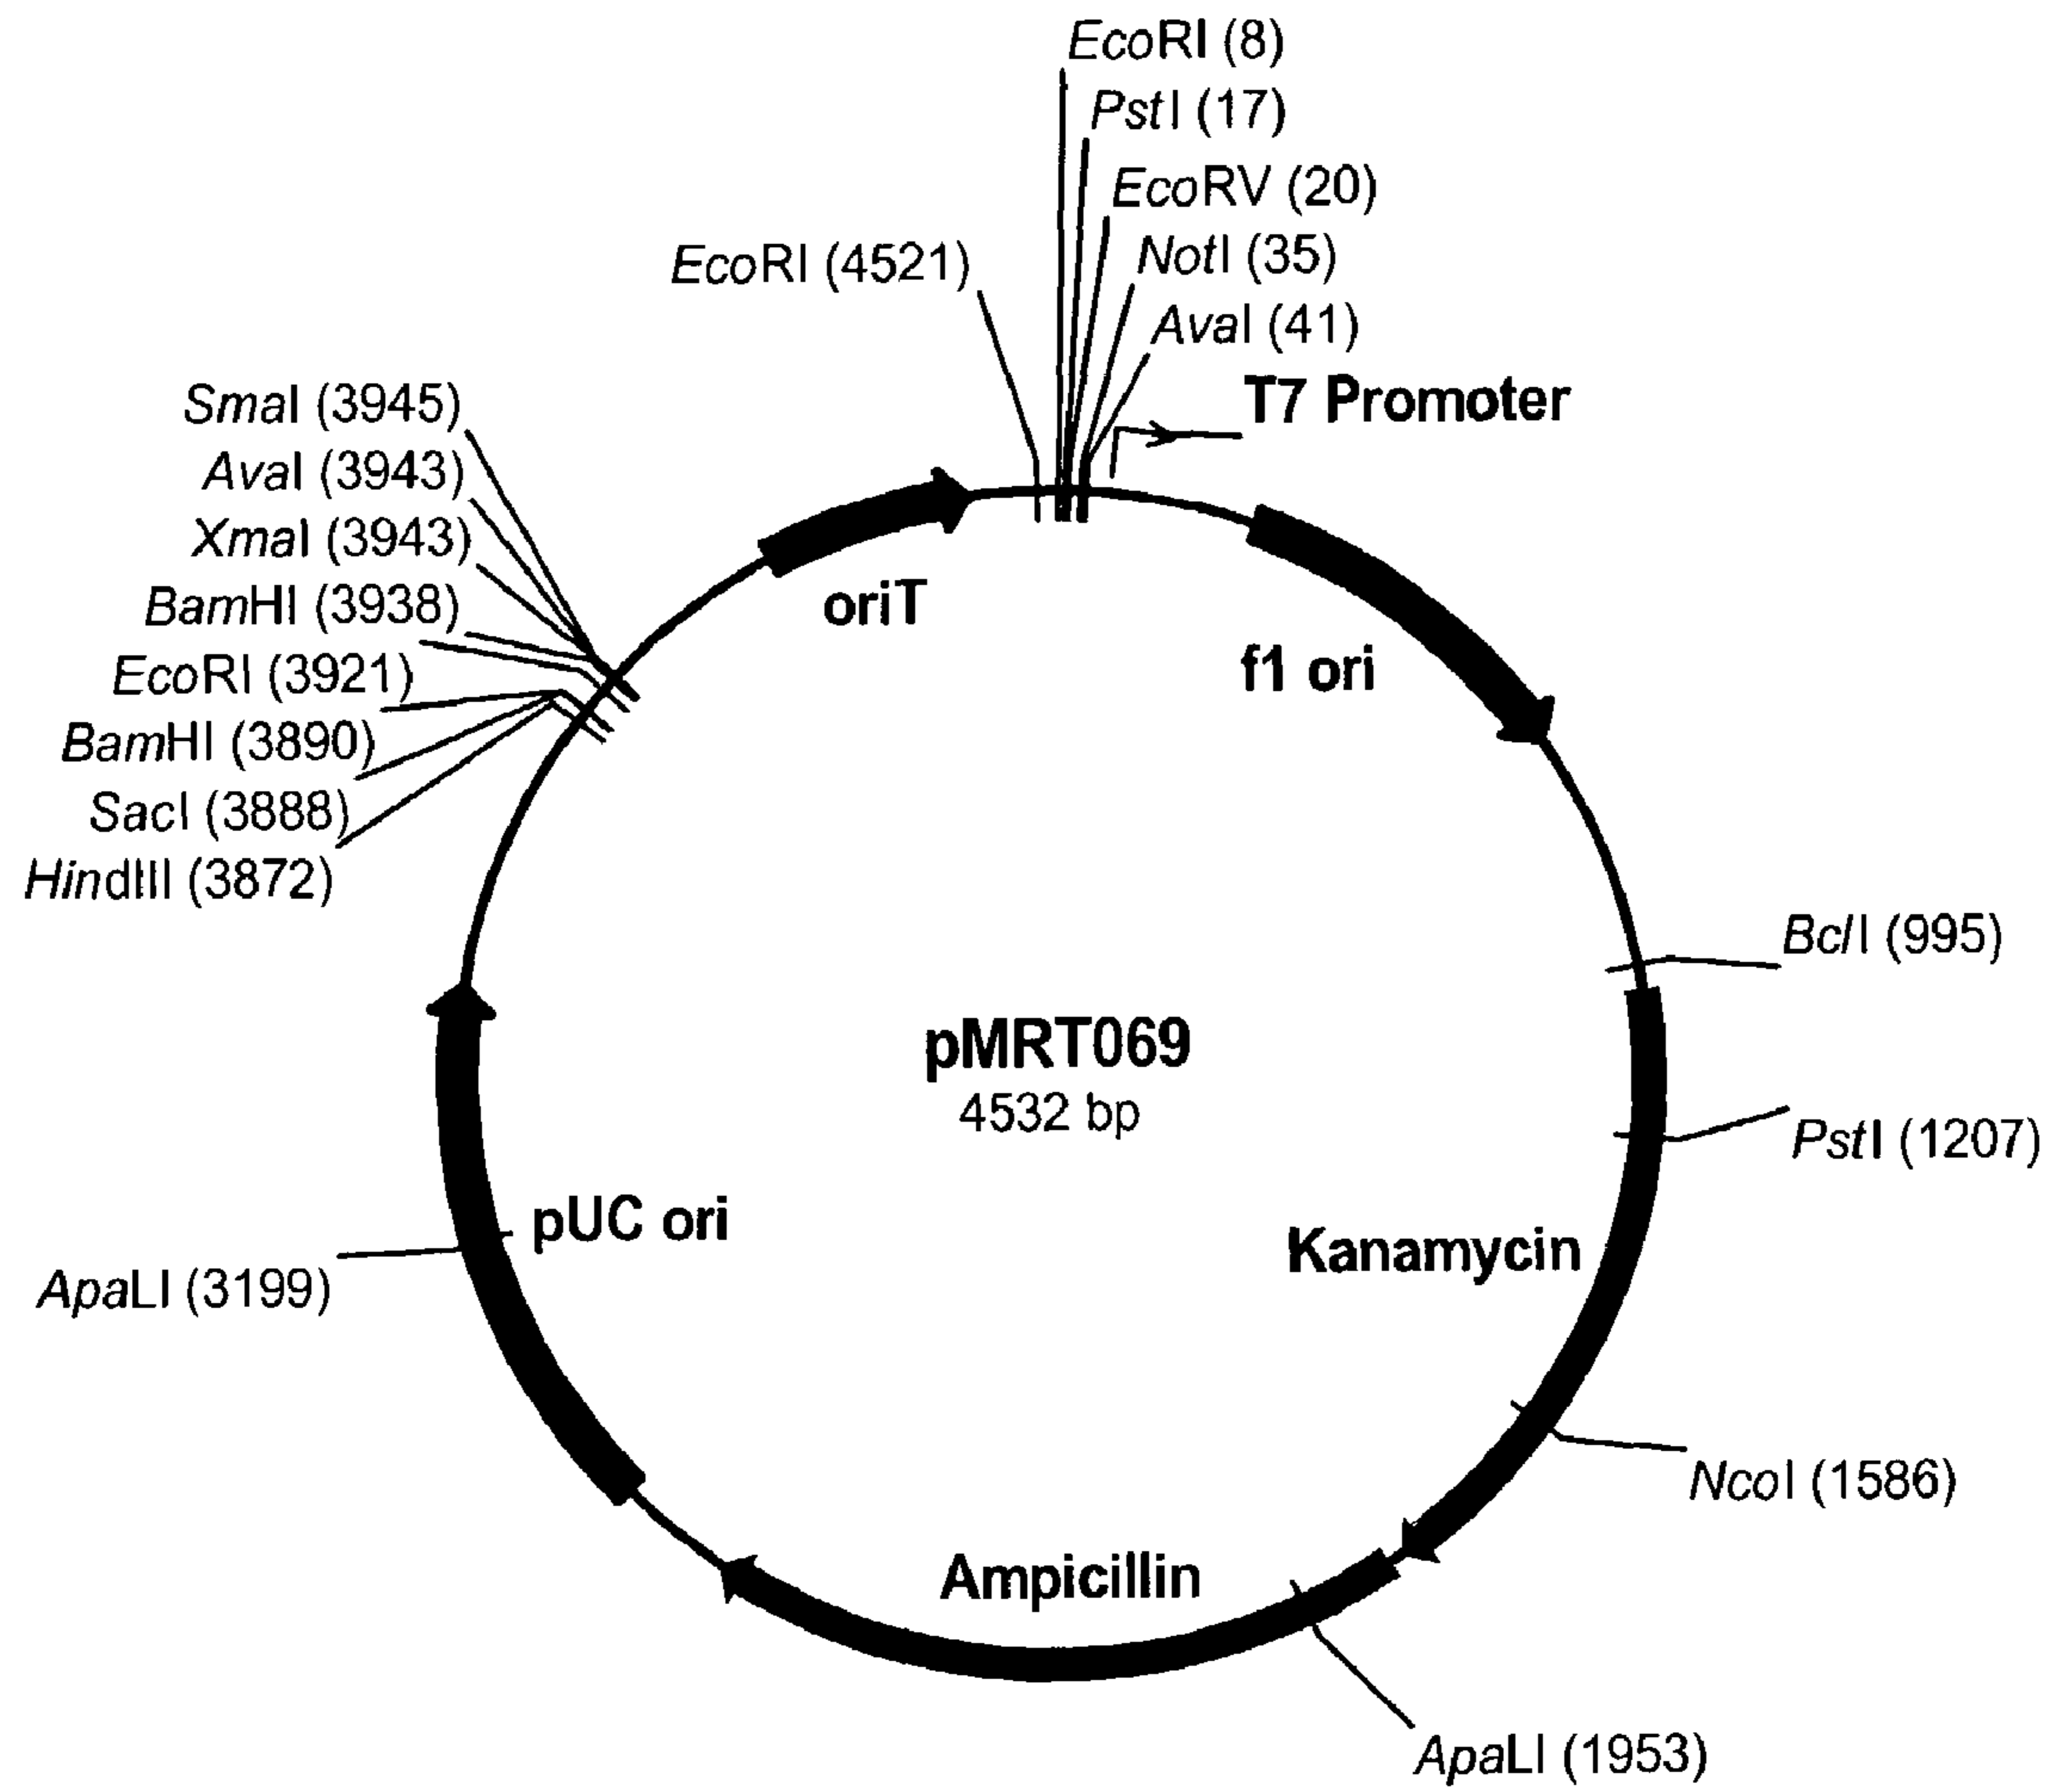 EcoRI (8)
PstI (17)
EcoRV (20)
NotI (35)
AvaI (41)
T7 Promoter
EcoRI (4521)
SmaI (3945)
AvaI (3943)
XmaI (3943)
BamHI (3938)
EcoRI (3921)
BamHI (3890)
SacI (3888)
HindIII (3872)
oriT
f1 ori
BclI (995)
pMRT069
4532 bp
PstI (1207)
pUC ori
Kanamycin
ApaLI (3199)
NcoI (1586)
Ampicillin
ApaLI (1953)